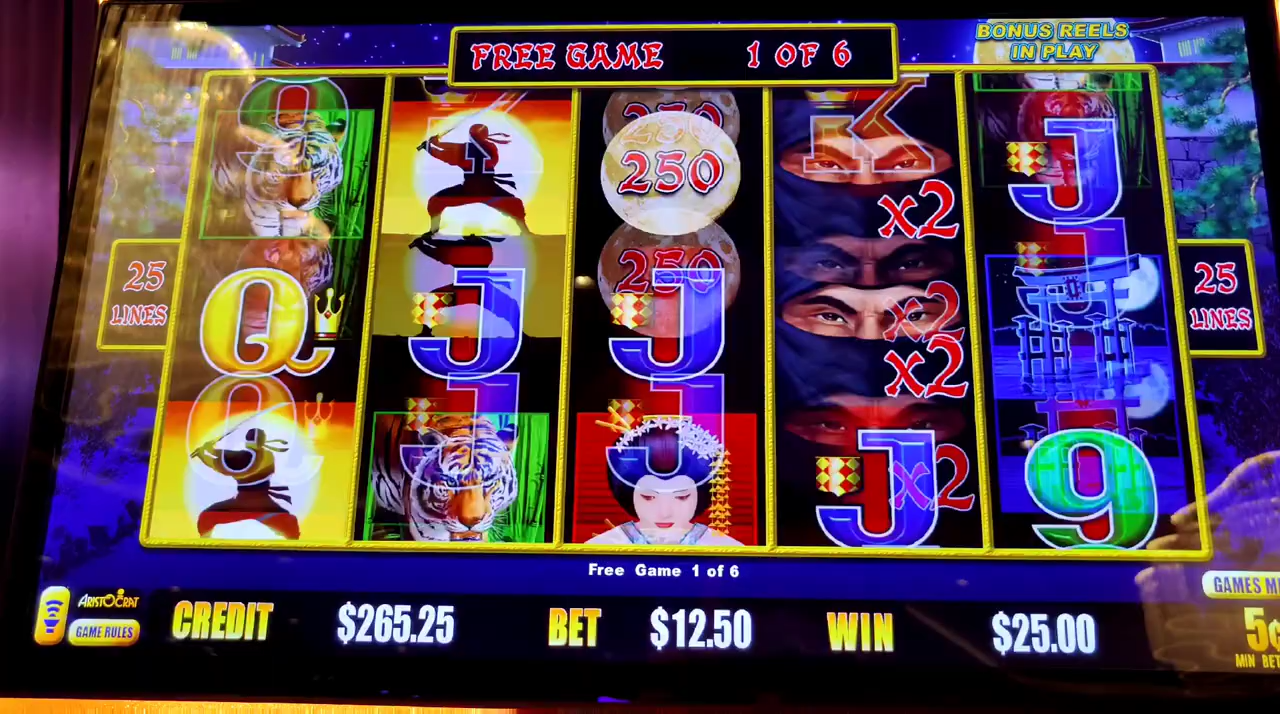 BONUS REELS
IN PLAY
FREE GAME 1 OF 6
Q K 250 K J
250
x2
25
LINES
250
25
LINES
Q J J x2
x2
Q J J J x2 9
Free Game 1 of 6
ARISTOCRAT
GAME RULES
CREDIT $265.25 BET $12.50 WIN $25.00
GAMES
5¢
MIN BET